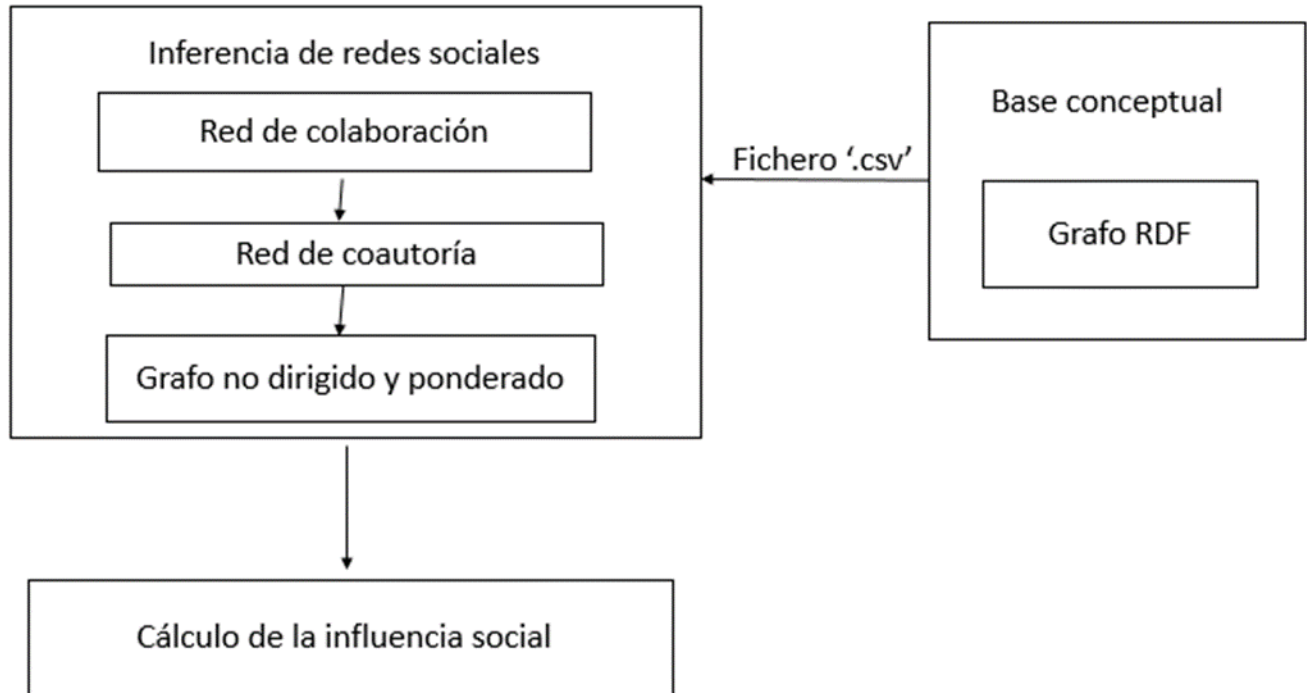 Inferencia de redes sociales
Red de colaboración
Red de coautoría
Grafo no dirigido y ponderado
Fichero ‘.csv’
Base conceptual
Grafo RDF
Cálculo de la influencia social